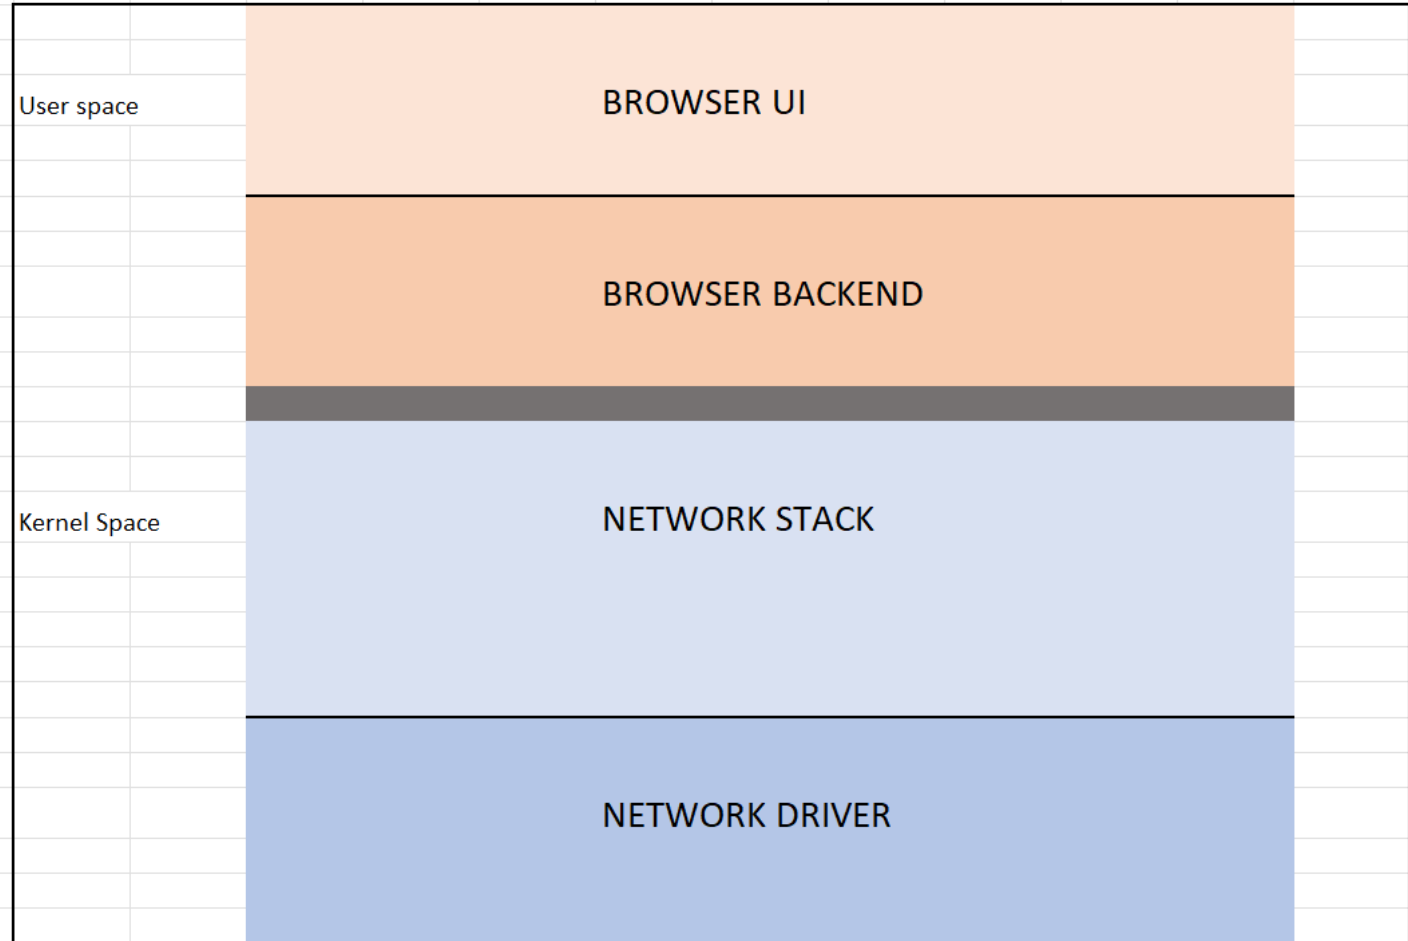 User space
BROWSER UI
BROWSER BACKEND
Kernel Space
NETWORK STACK
NETWORK DRIVER